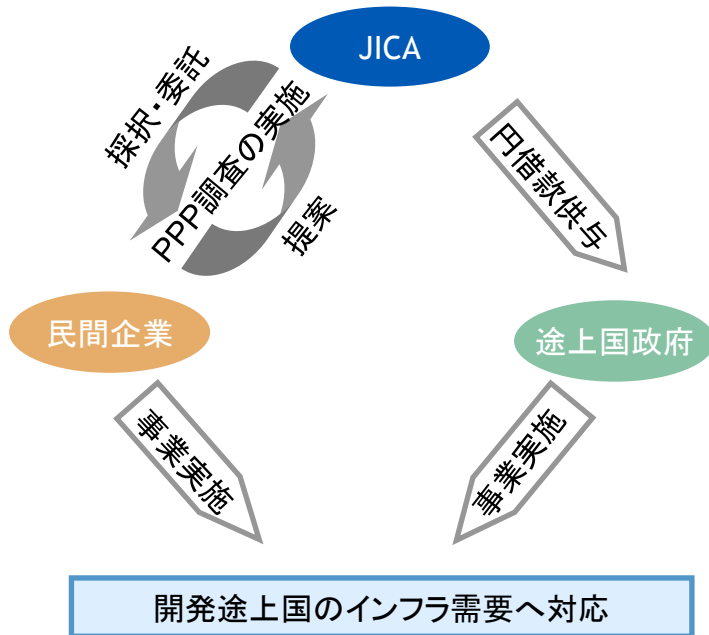 JICA
採択・委託
PPP調査の実施
提案
円借款供与
民間企業
途上国政府
事業実施
事業実施
開発途上国のインフラ需要へ対応